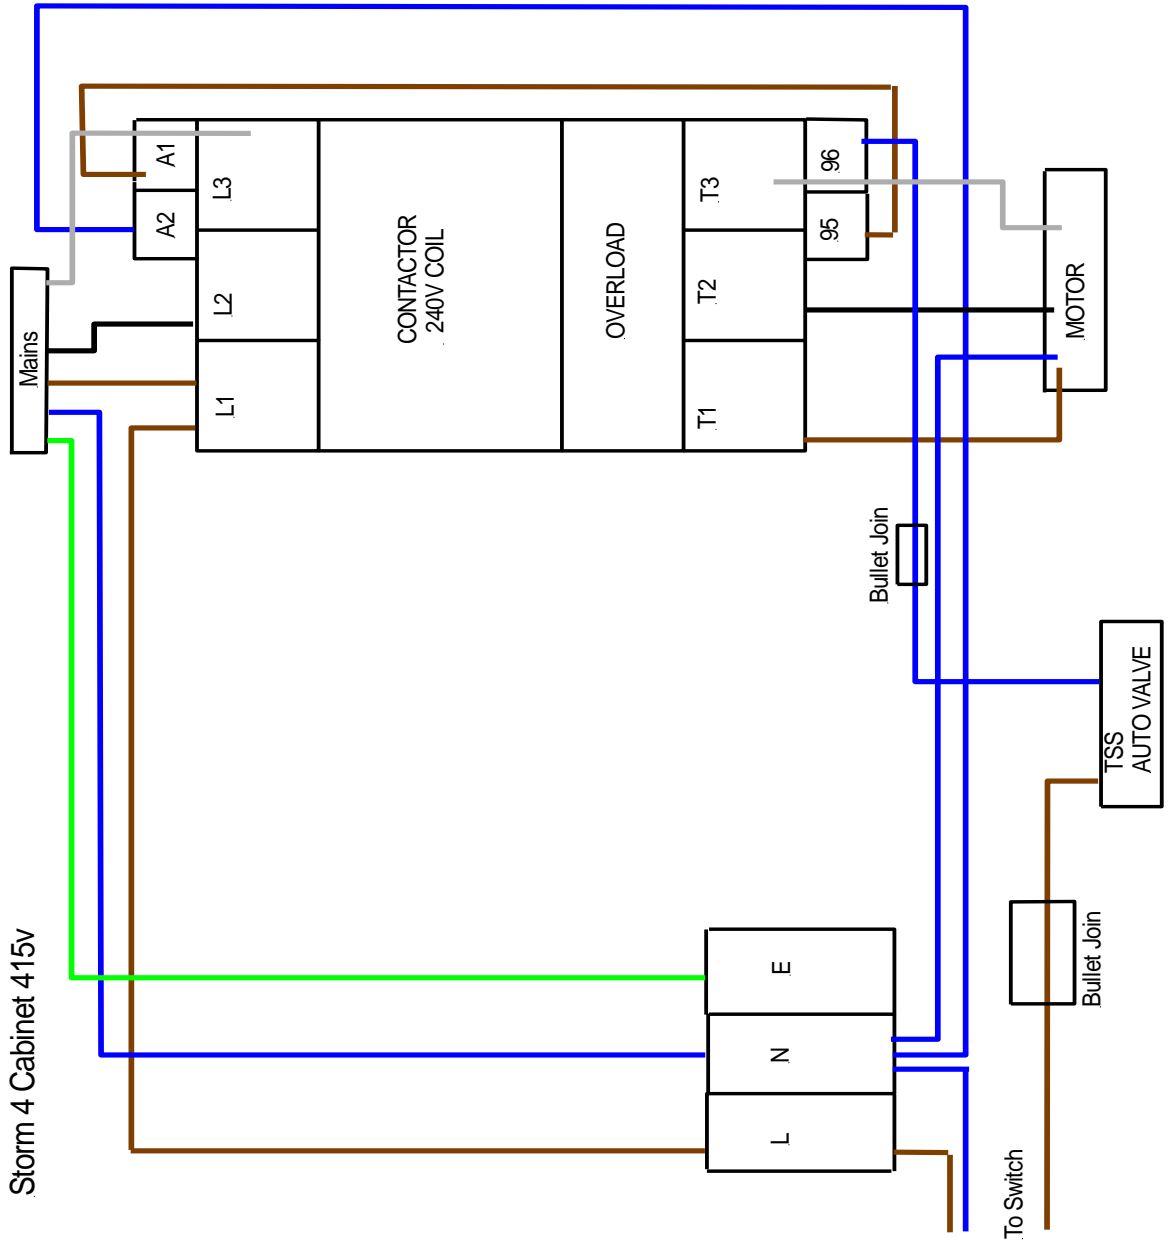 Storm 4 Cabinet 415v
Mains
A2
A1
L1
L2
L3
CONTACTOR
240V COIL
OVERLOAD
T1
T2
T3
95
96
MOTOR
Bullet Join
TSS
AUTO VALVE
L
N
E
Bullet Join
To Switch